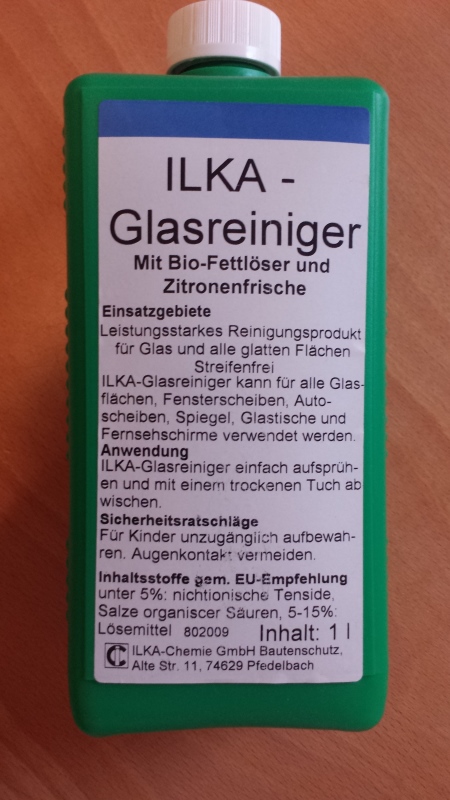 ILKA -
Glasreiniger
Mit Bio-Fettlöser und
Zitronenfrische
Einsatzgebiete
Leistungsstarkes Reinigungsprodukt
für Glas und alle glatten Flächen
Streifenfrei
ILKA-Glasreiniger kann für alle Glas-
flächen, Fensterscheiben, Auto-
scheiben, Spiegel, Glastische und
Fernsehschirme verwendet werden.
Anwendung
ILKA-Glasreiniger einfach aufsprüh-
en und mit einem trockenen Tuch ab
wischen.
Sicherheitsratschläge
Für Kinder unzugänglich aufbewah-
ren. Augenkontakt vermeiden.
Inhaltsstoffe gem. EU-Empfehlung
unter 5%: nichtionische Tenside,
Salze organiscer Säuren, 5-15%:
Lösemittel 802009 Inhalt: 1 l
ILKA-Chemie GmbH Bautenschutz,
Alte Str. 11, 74629 Pfedelbach